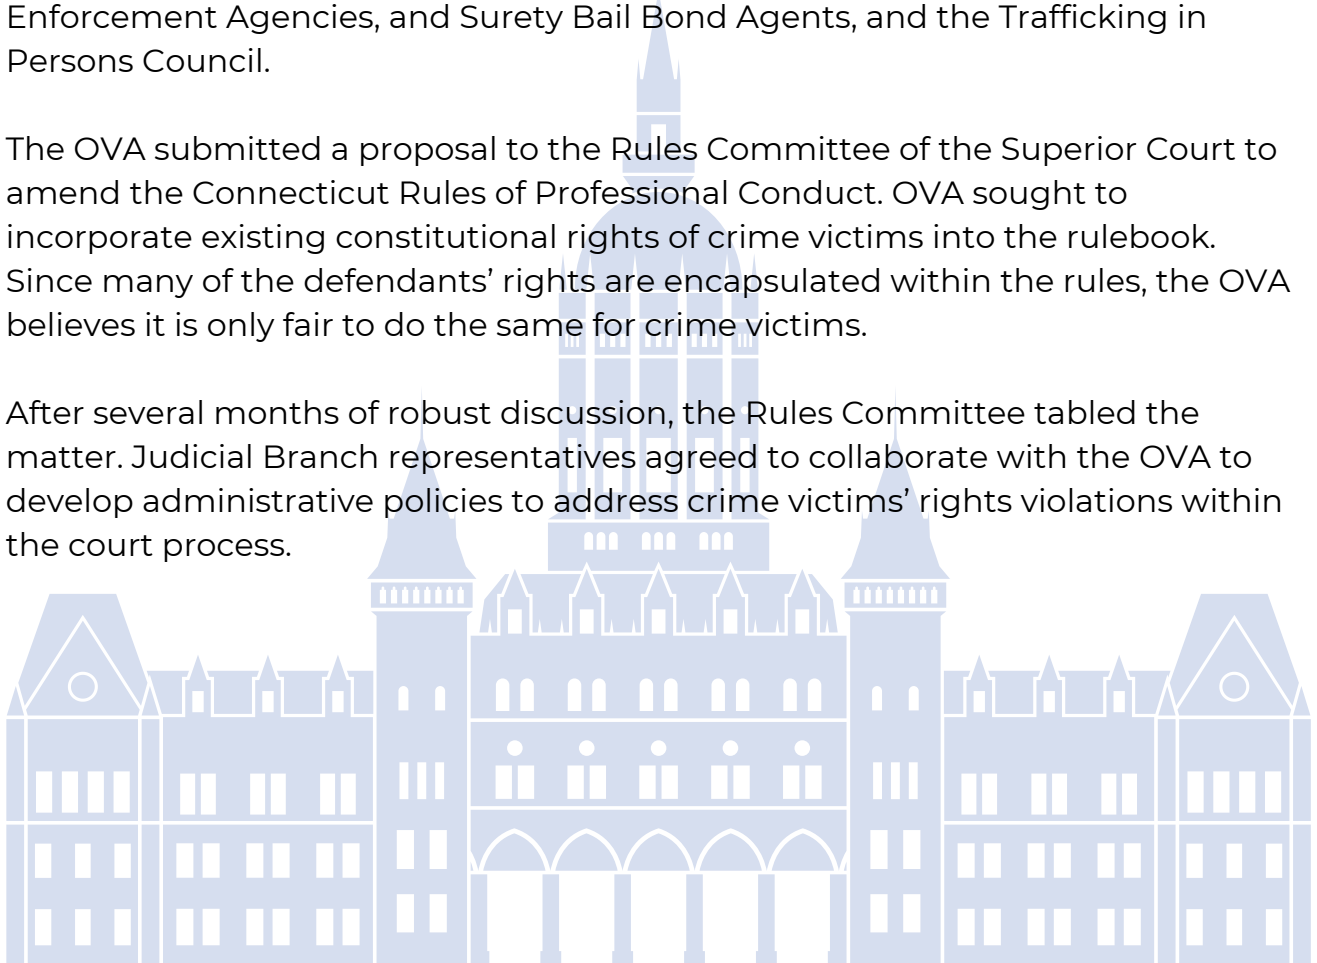 Enforcement Agencies, and Surety Bail Bond Agents, and the Trafficking in
Persons Council.
The OVA submitted a proposal to the Rules Committee of the Superior Court to
amend the Connecticut Rules of Professional Conduct. OVA sought to
incorporate existing constitutional rights of crime victims into the rulebook.
Since many of the defendants’ rights are encapsulated within the rules, the OVA
believes it is only fair to do the same for crime victims.
After several months of robust discussion, the Rules Committee tabled the
matter. Judicial Branch representatives agreed to collaborate with the OVA to
develop administrative policies to address crime victims’ rights violations within
the court process.